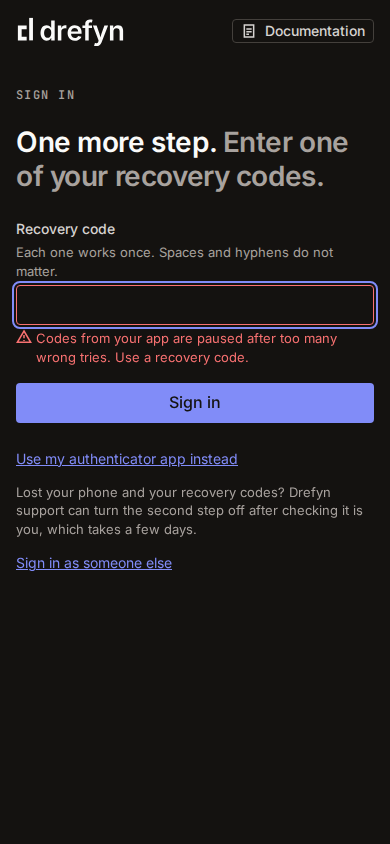 drefyn
Documentation
SIGN IN
One more step. Enter one
of your recovery codes.
Recovery code
Each one works once. Spaces and hyphens do not
matter.
Codes from your app are paused after too many
wrong tries. Use a recovery code.
Sign in
Use my authenticator app instead
Lost your phone and your recovery codes? Drefyn
support can turn the second step off after checking it is
you, which takes a few days.
Sign in as someone else